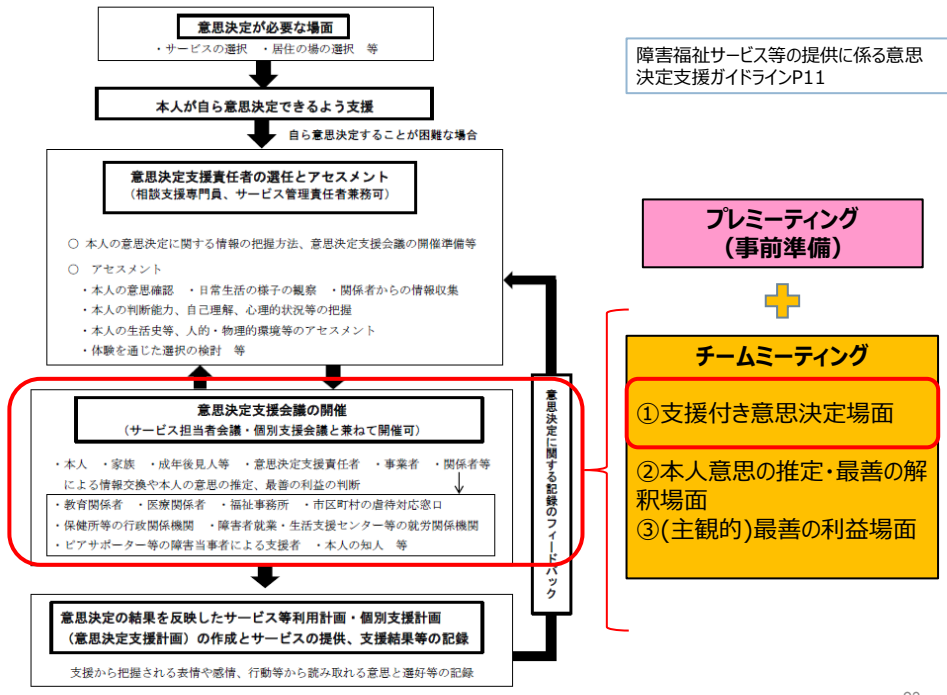 意思決定が必要な場面
・サービスの選択 ・居住の場の選択 等
本人が自ら意思決定できるよう支援
自ら意思決定することが困難な場合
意思決定支援責任者の選任とアセスメント
(相談支援専門員、サービス管理責任者兼務可)
○ 本人の意思決定に関する情報の把握方法、意思決定支援会議の開催準備等
○ アセスメント
・本人の意思確認 ・日常生活の様子の観察 ・関係者からの情報収集
・本人の判断能力、自己理解、心理的状況等の把握
・本人の生活史等、人的・物理的環境等のアセスメント
・体験を通じた選択の検討 等
意思決定支援会議の開催
(サービス担当者会議・個別支援会議と兼ねて開催可)
・本人 ・家族 ・成年後見人等 ・意思決定支援責任者 ・事業者 ・関係者等
による情報交換や本人の意思の推定、最善の利益の判断
・教育関係者 ・医療関係者 ・福祉事務所 ・市区町村の虐待対応窓口
・保健所等の行政関係機関 ・障害者就業・生活支援センター等の就労関係機関
・ピアサポーター等の障害当事者による支援者 ・本人の知人 等
意思決定の結果を反映したサービス等利用計画・個別支援計画
(意思決定支援計画)の作成とサービスの提供、支援結果等の記録
支援から把握される表情や感情、行動等から読み取れる意思と選好等の記録
意思決定に関する記録のフィードバック
障害福祉サービス等の提供に係る意思
決定支援ガイドラインP11
プレミーティング
(事前準備)
チームミーティング
①支援付き意思決定場面
②本人意思の推定・最善の解
釈場面
③(主観的)最善の利益場面